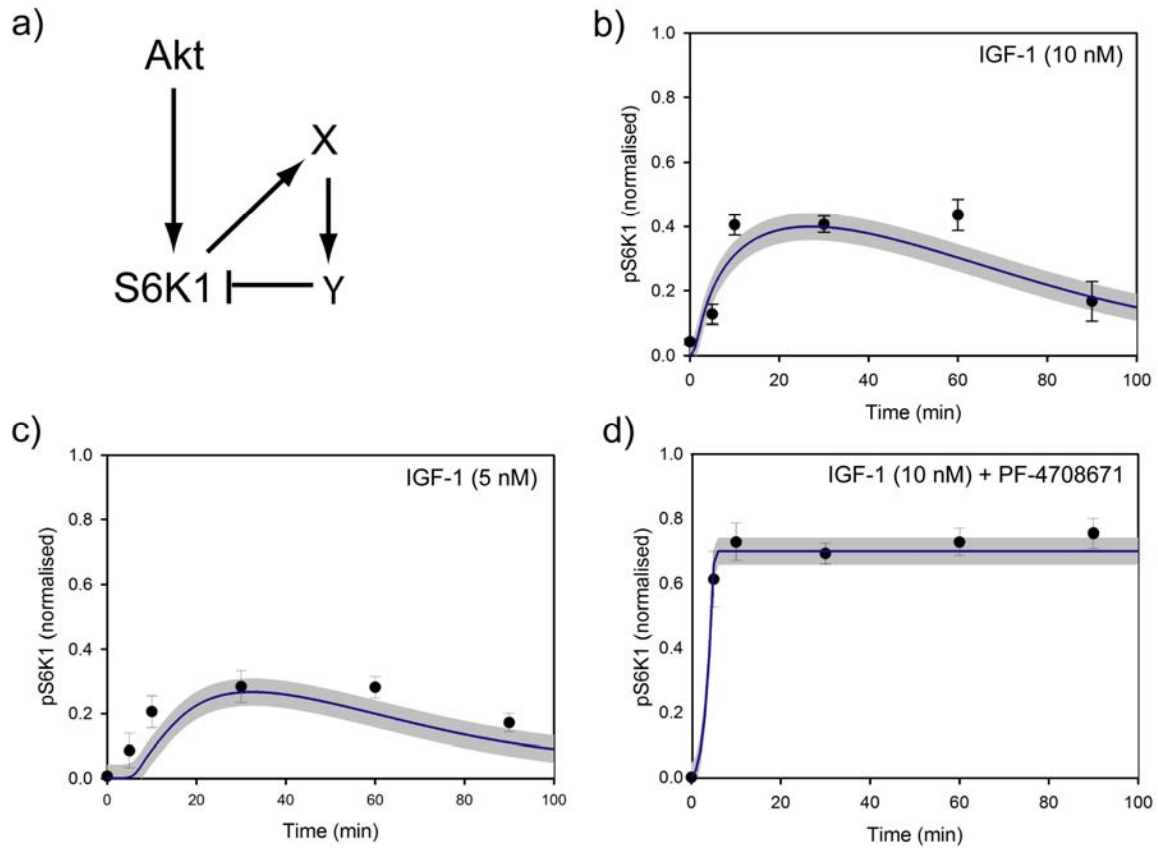 a)
Akt
X
S6K1
Y
b)
IGF-1 (10 nM)
pS6K1 (normalised)
1.0
0.8
0.6
0.4
0.2
0.0
0 20 40 60 80 100
Time (min)
c)
IGF-1 (5 nM)
pS6K1 (normalised)
1.0
0.8
0.6
0.4
0.2
0.0
0 20 40 60 80 100
Time (min)
d)
IGF-1 (10 nM) + PF-4708671
pS6K1 (normalised)
1.0
0.8
0.6
0.4
0.2
0.0
0 20 40 60 80 100
Time (min)